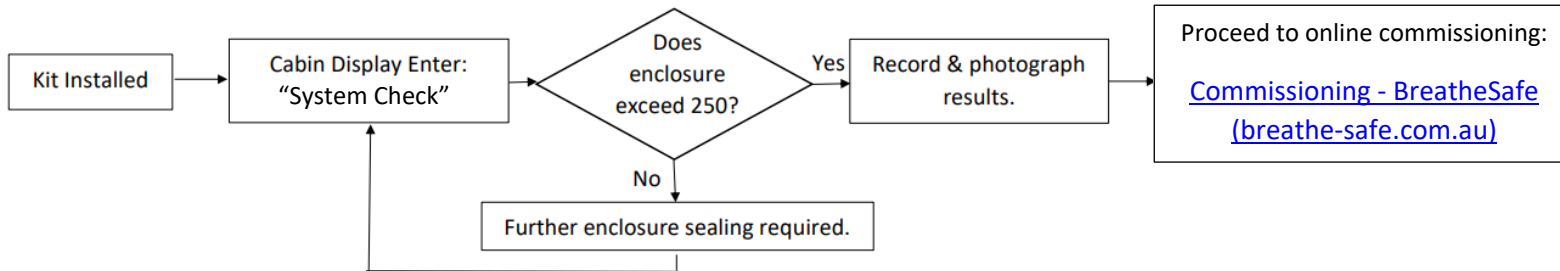 Kit Installed
Cabin Display Enter:
“System Check”
Does
enclosure
exceed 250?
Yes
Record & photograph
results.
Proceed to online commissioning:
Commissioning - BreatheSafe
(breathe-safe.com.au)
No
Further enclosure sealing required.